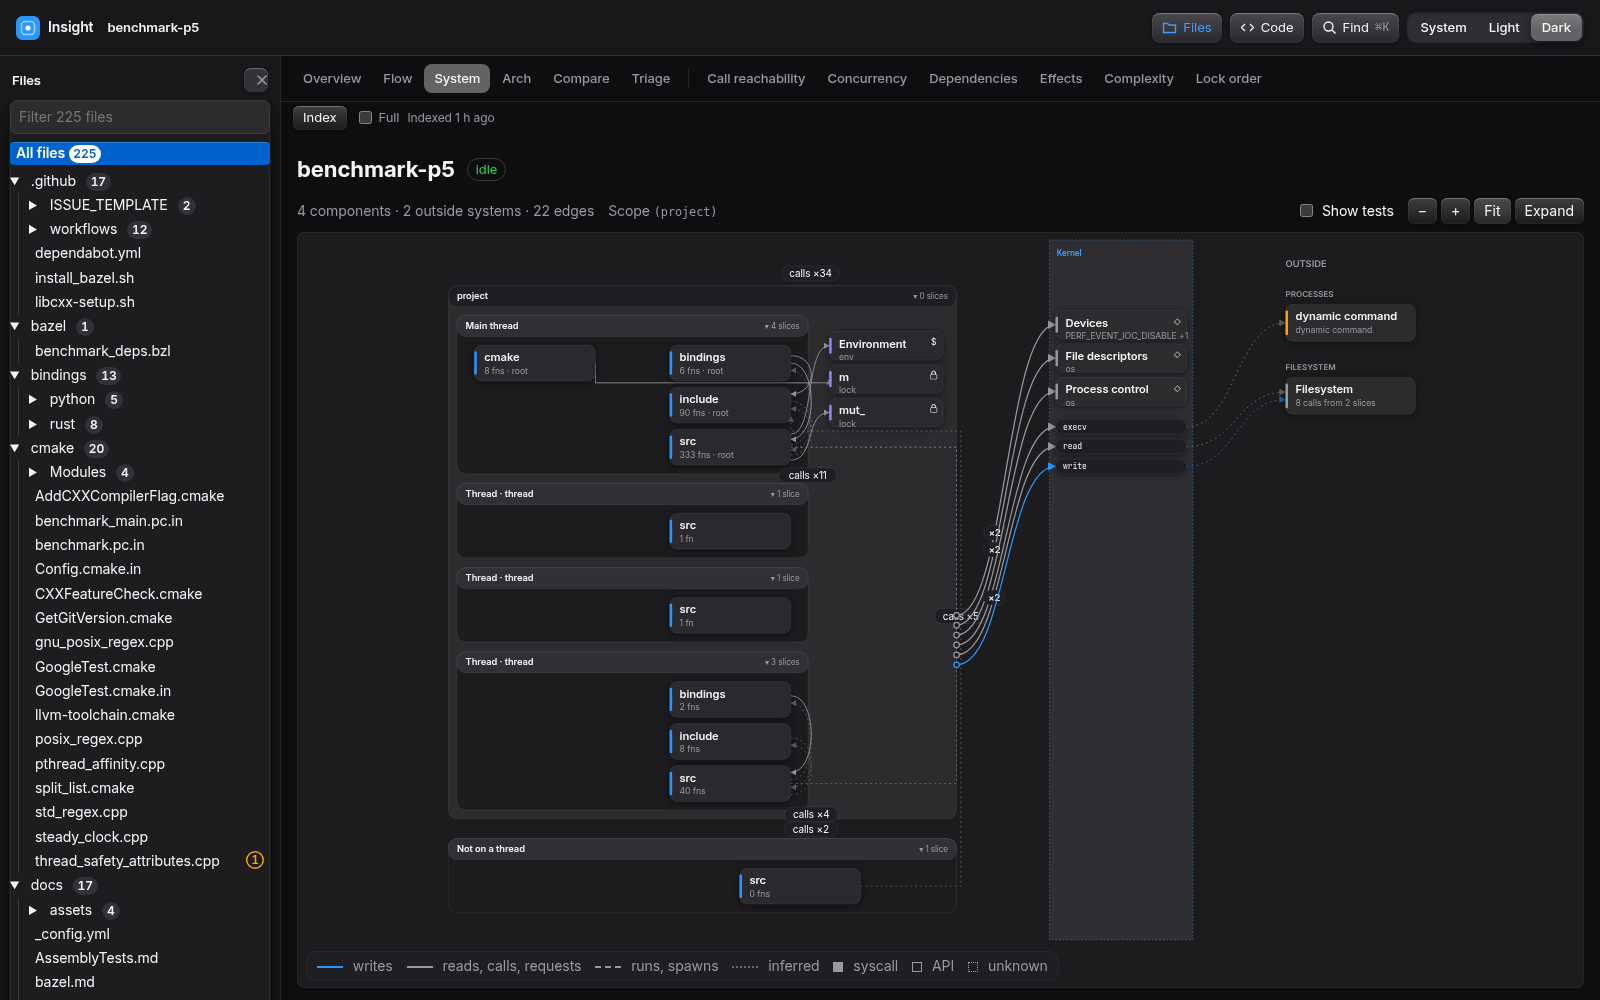 Insight benchmark-p5
Files
Code
Find ⌘K
System Light Dark
Files
Filter 225 files
All files 225
.github 17
ISSUE_TEMPLATE 2
workflows 12
dependabot.yml
install_bazel.sh
libcxx-setup.sh
bazel 1
benchmark_deps.bzl
bindings 13
python 5
rust 8
cmake 20
Modules 4
AddCXXCompilerFlag.cmake
benchmark_main.pc.in
benchmark.pc.in
Config.cmake.in
CXXFeatureCheck.cmake
GetGitVersion.cmake
gnu_posix_regex.cpp
GoogleTest.cmake
GoogleTest.cmake.in
llvm-toolchain.cmake
posix_regex.cpp
pthread_affinity.cpp
split_list.cmake
std_regex.cpp
steady_clock.cpp
thread_safety_attributes.cpp 1
docs 17
assets 4
_config.yml
AssemblyTests.md
bazel.md
Overview Flow System Arch Compare Triage Call reachability Concurrency Dependencies Effects Complexity Lock order
Index Full Indexed 1 h ago
benchmark-p5 idle
4 components · 2 outside systems · 22 edges Scope (project)
Show tests − + Fit Expand
calls ×34
project ▾ 0 slices
Main thread ▾ 4 slices
cmake
8 fns · root
bindings
6 fns · root
include
90 fns · root
src
333 fns · root
Environment $
env
m
lock
mut_
lock
calls ×11
Thread · thread ▾ 1 slice
src
1 fn
Thread · thread ▾ 1 slice
src
1 fn
Thread · thread ▾ 3 slices
bindings
2 fns
include
8 fns
src
40 fns
calls ×4
calls ×2
Not on a thread ▾ 1 slice
src
0 fns
calls ×5
×2
×2
×2
Kernel
Devices
PERF_EVENT_IOC_DISABLE +1
File descriptors
os
Process control
os
execv
read
write
OUTSIDE
PROCESSES
dynamic command
dynamic command
FILESYSTEM
Filesystem
8 calls from 2 slices
writes reads, calls, requests runs, spawns inferred syscall API unknown